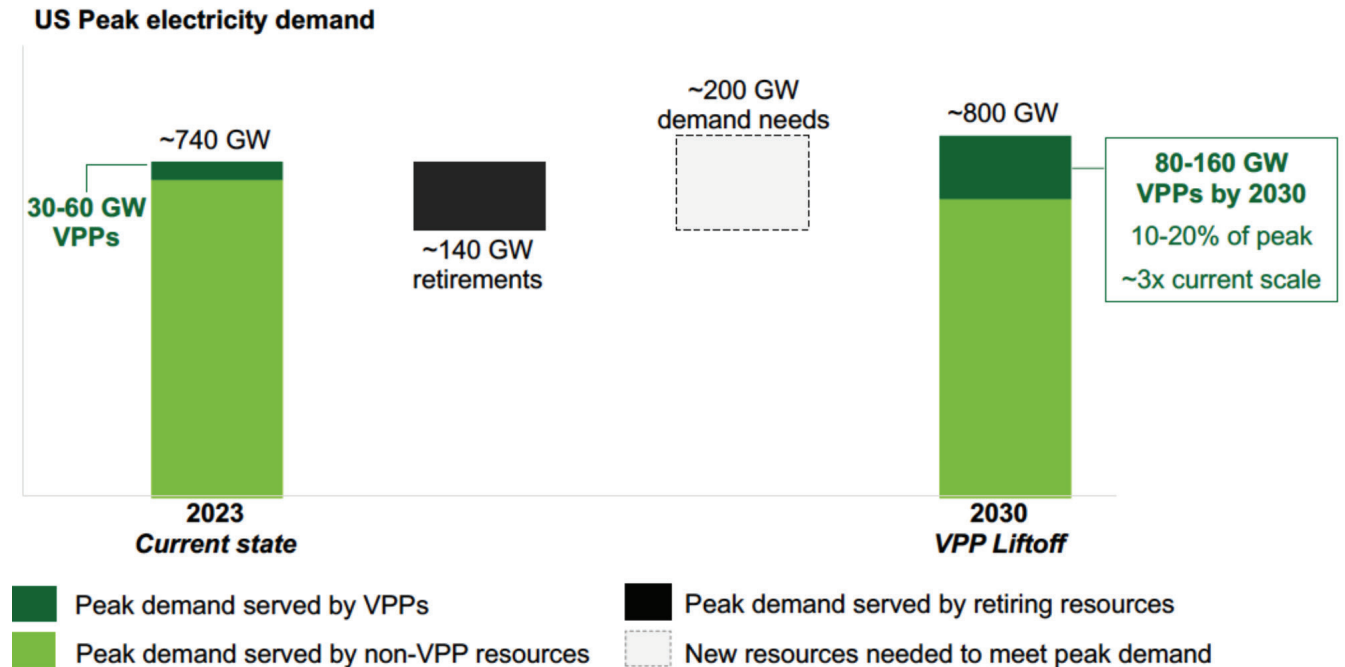 US Peak electricity demand
~740 GW
30-60 GW
VPPs
~140 GW
retirements
~200 GW
demand needs
~800 GW
80-160 GW
VPPs by 2030
10-20% of peak
~3x current scale
2023
Current state
2030
VPP Liftoff
Peak demand served by VPPs
Peak demand served by non-VPP resources
Peak demand served by retiring resources
New resources needed to meet peak demand